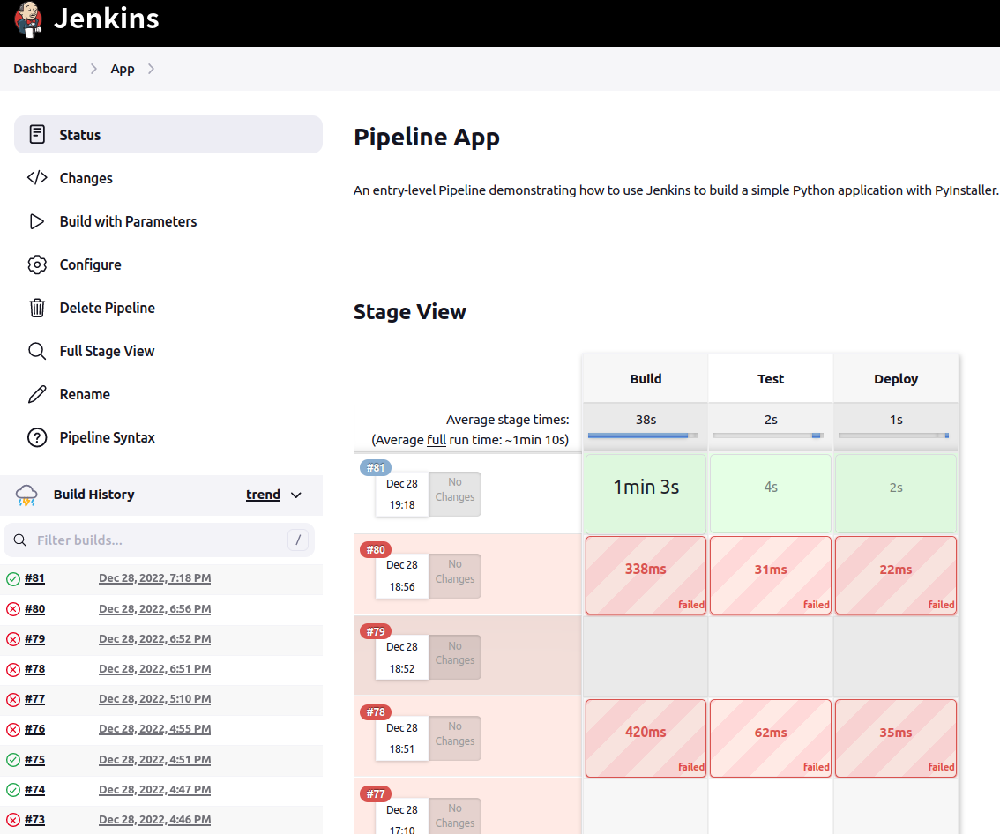 Jenkins
Dashboard
App
Status
Changes
Build with Parameters
Configure
Delete Pipeline
Full Stage View
Rename
Pipeline Syntax
Build History
trend
Filter builds...
/
#81 Dec 28, 2022, 7:18 PM
#80 Dec 28, 2022, 6:56 PM
#79 Dec 28, 2022, 6:52 PM
#78 Dec 28, 2022, 6:51 PM
#77 Dec 28, 2022, 5:10 PM
#76 Dec 28, 2022, 4:55 PM
#75 Dec 28, 2022, 4:51 PM
#74 Dec 28, 2022, 4:47 PM
#73 Dec 28, 2022, 4:46 PM
Pipeline App
An entry-level Pipeline demonstrating how to use Jenkins to build a simple Python application with PyInstaller.
Stage View
Build Test Deploy
Average stage times: 38s 2s 1s
(Average full run time: ~1min 10s)
#81
Dec 28 No
19:18 Changes
1min 3s 4s 2s
#80
Dec 28 No
18:56 Changes
338ms 31ms 22ms
failed failed failed
#79
Dec 28 No
18:52 Changes
#78
Dec 28 No
18:51 Changes
420ms 62ms 35ms
failed failed failed
#77
Dec 28 No
17:10 Changes